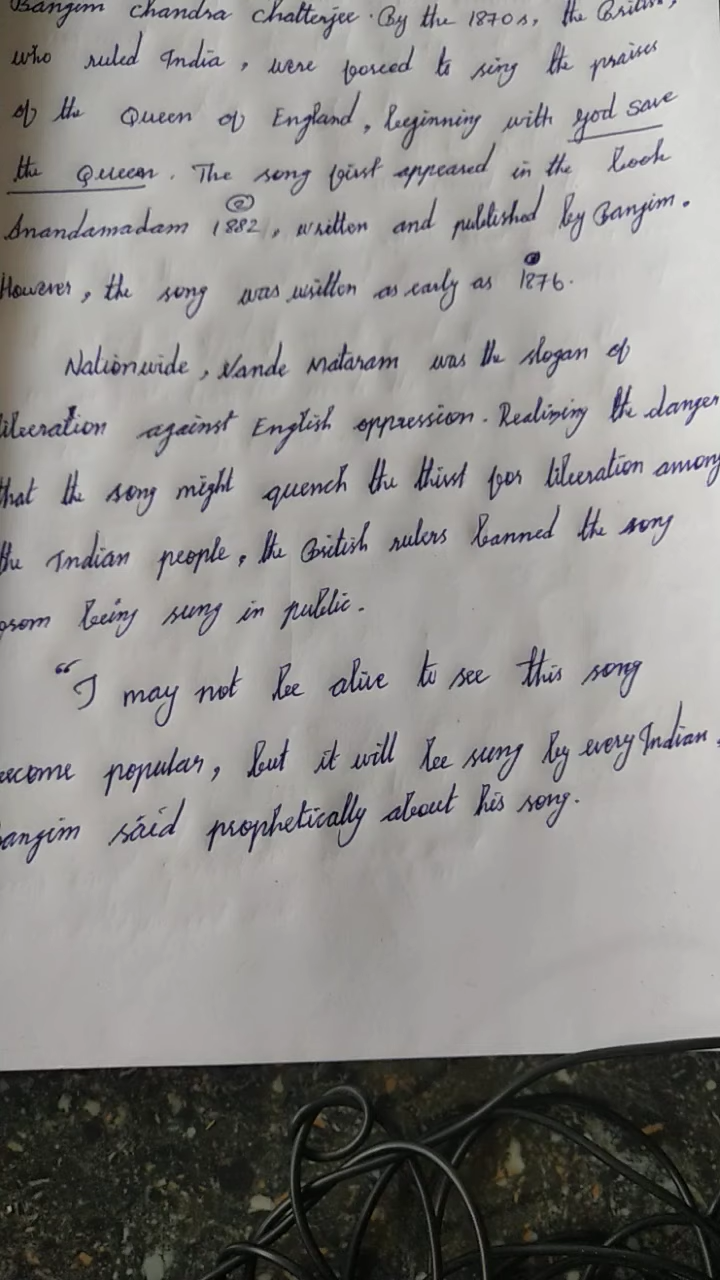 Bangim chandra chatterjee. By the 1870s, the British,
who ruled India, were forced to sing the praises
of the Queen of England, beginning with god save
the Queen. The song first appeared in the book
Anandamadam 1882, written and published by Bangim.
However, the song was written as early as 1876.
Nationwide, Vande Mataram was the slogan of
liberation against English oppression. Realizing the danger
that the song might quench the thirst for liberation among
the Indian people, the British rulers banned the song
from being sung in public.
"I may not be alive to see this song
become popular, but it will be sung by every Indian,
Bangim said prophetically about his song.